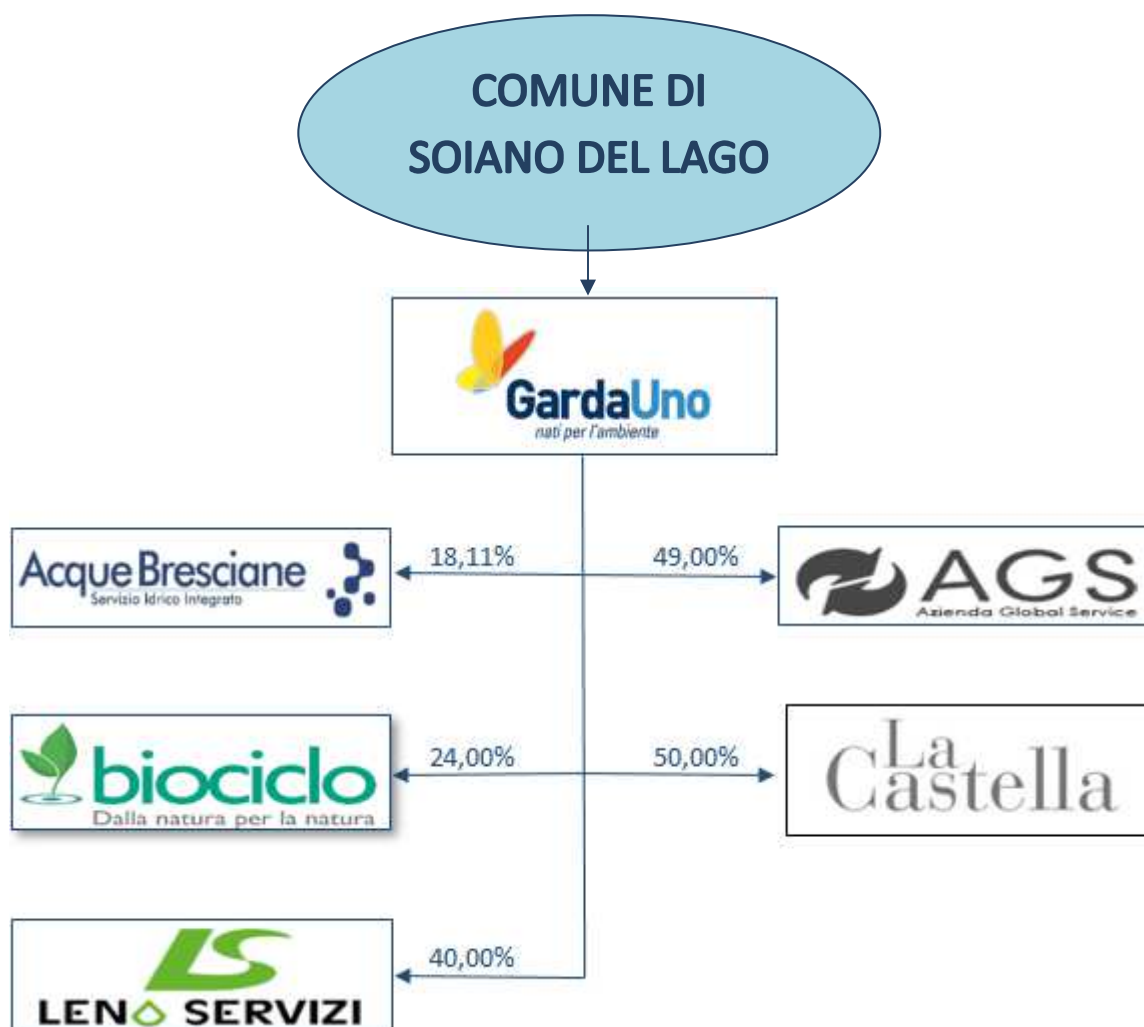 COMUNE DI
SOIANO DEL LAGO
GardaUno
nati per l'ambiente
Acque Bresciane
Servizio Idrico Integrato
18,11%
49,00%
AGS
Azienda Global Service
biociclo
Dalla natura per la natura
24,00%
50,00%
La
Castella
LS
LENO SERVIZI
40,00%